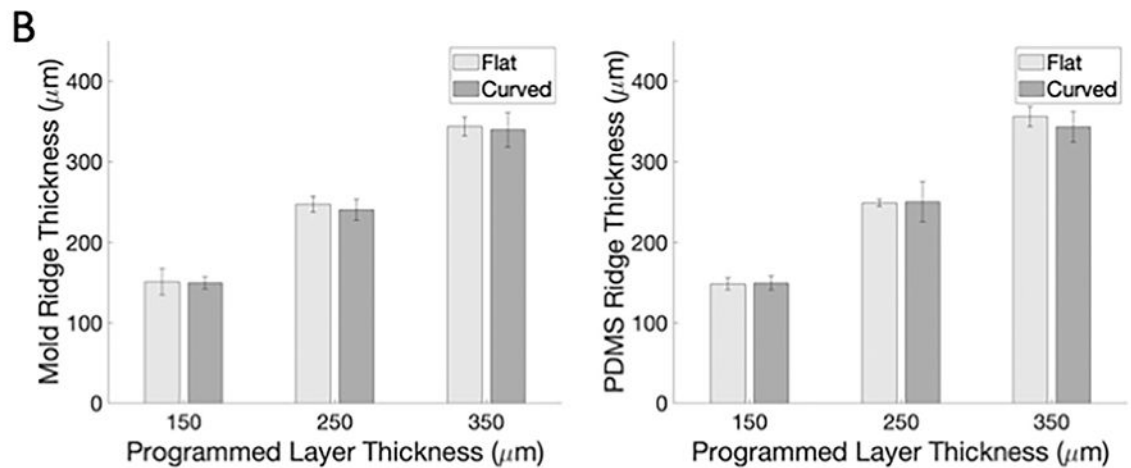 B
Mold Ridge Thickness (μm)
400
300
200
100
0
Flat
Curved
150
250
350
Programmed Layer Thickness (μm)
PDMS Ridge Thickness (μm)
400
300
200
100
0
Flat
Curved
150
250
350
Programmed Layer Thickness (μm)